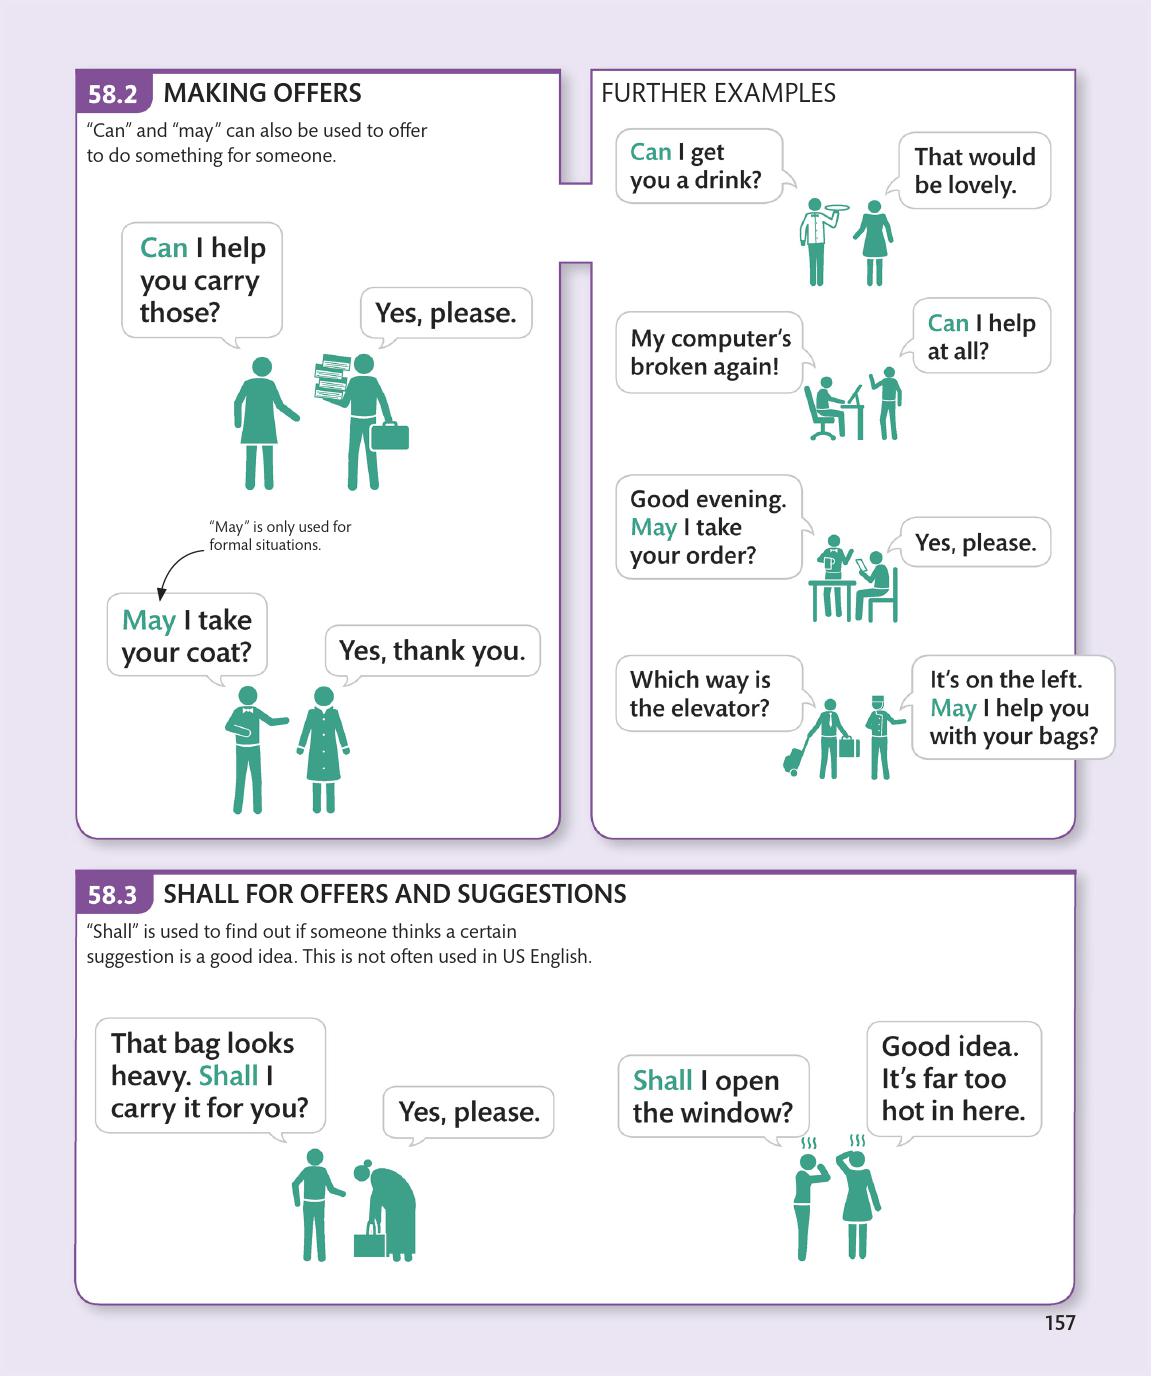 58.2 MAKING OFFERS
“Can” and “may” can also be used to offer
to do something for someone.
Can I help
you carry
those?
Yes, please.
“May” is only used for
formal situations.
May I take
your coat?
Yes, thank you.
FURTHER EXAMPLES
Can I get
you a drink?
That would
be lovely.
My computer’s
broken again!
Can I help
at all?
Good evening.
May I take
your order?
Yes, please.
Which way is
the elevator?
It’s on the left.
May I help you
with your bags?
58.3 SHALL FOR OFFERS AND SUGGESTIONS
“Shall” is used to find out if someone thinks a certain
suggestion is a good idea. This is not often used in US English.
That bag looks
heavy. Shall I
carry it for you?
Yes, please.
Shall I open
the window?
Good idea.
It’s far too
hot in here.
157